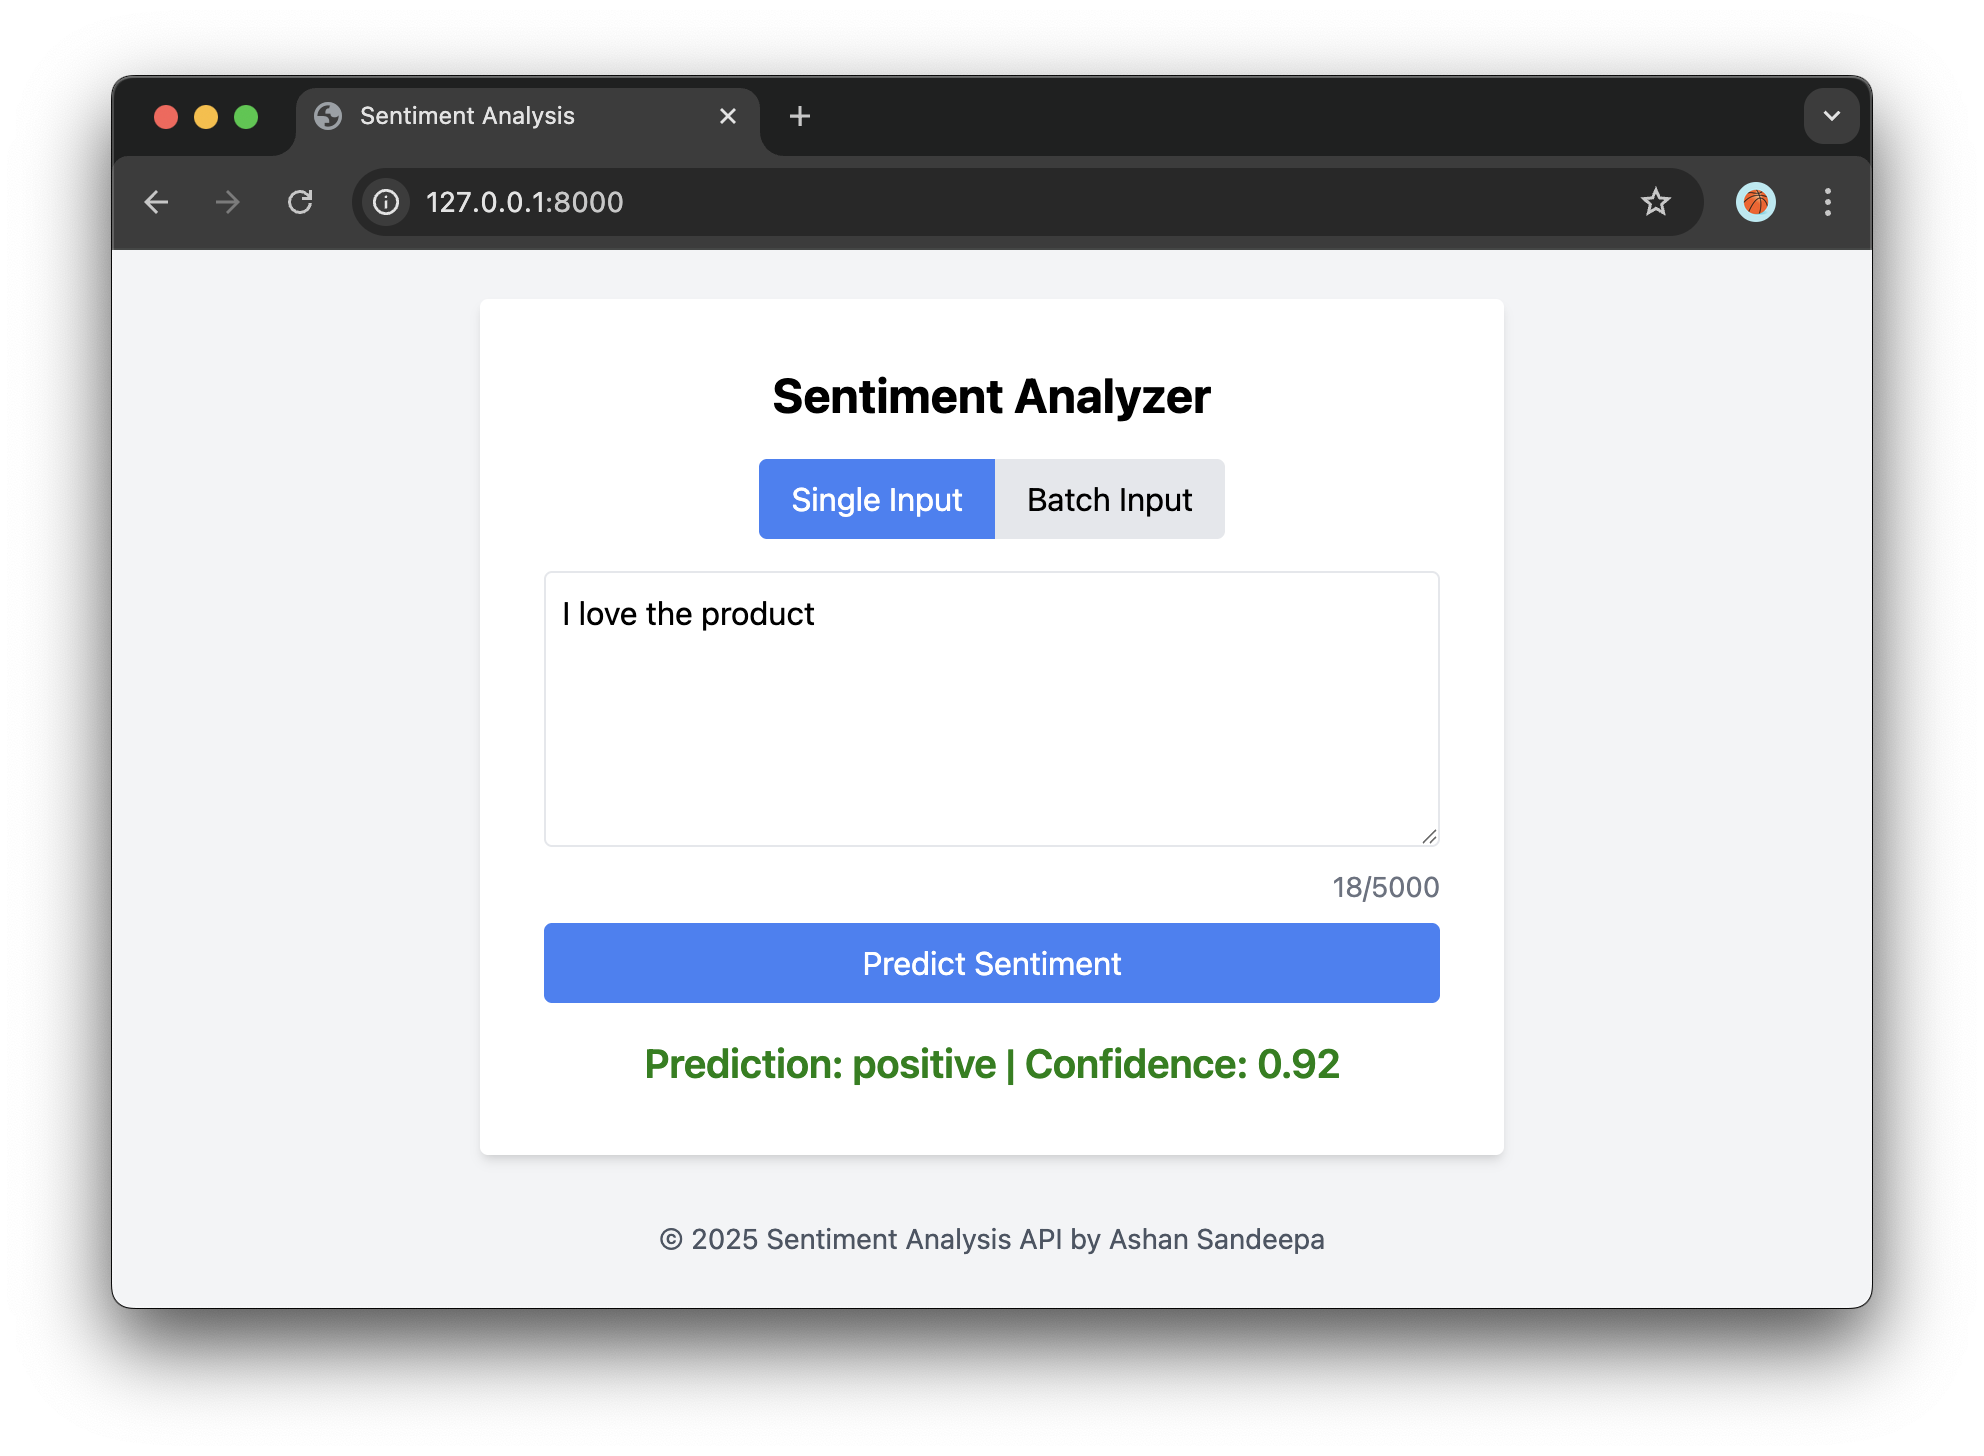 Sentiment Analysis
127.0.0.1:8000
Sentiment Analyzer
Single Input Batch Input
I love the product
18/5000
Predict Sentiment
Prediction: positive | Confidence: 0.92
© 2025 Sentiment Analysis API by Ashan Sandeepa